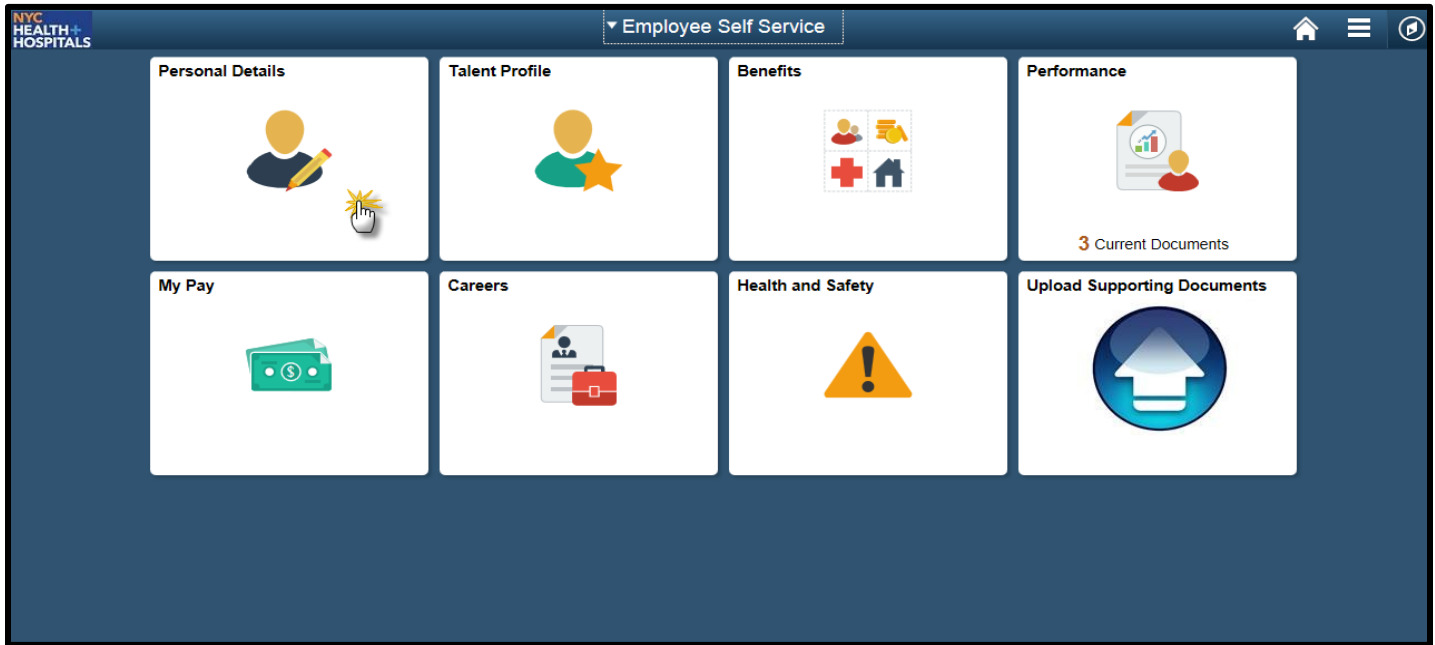 NYC
HEALTH+
HOSPITALS
Employee Self Service
Personal Details
Talent Profile
Benefits
Performance
3 Current Documents
My Pay
$
Careers
Health and Safety
Upload Supporting Documents